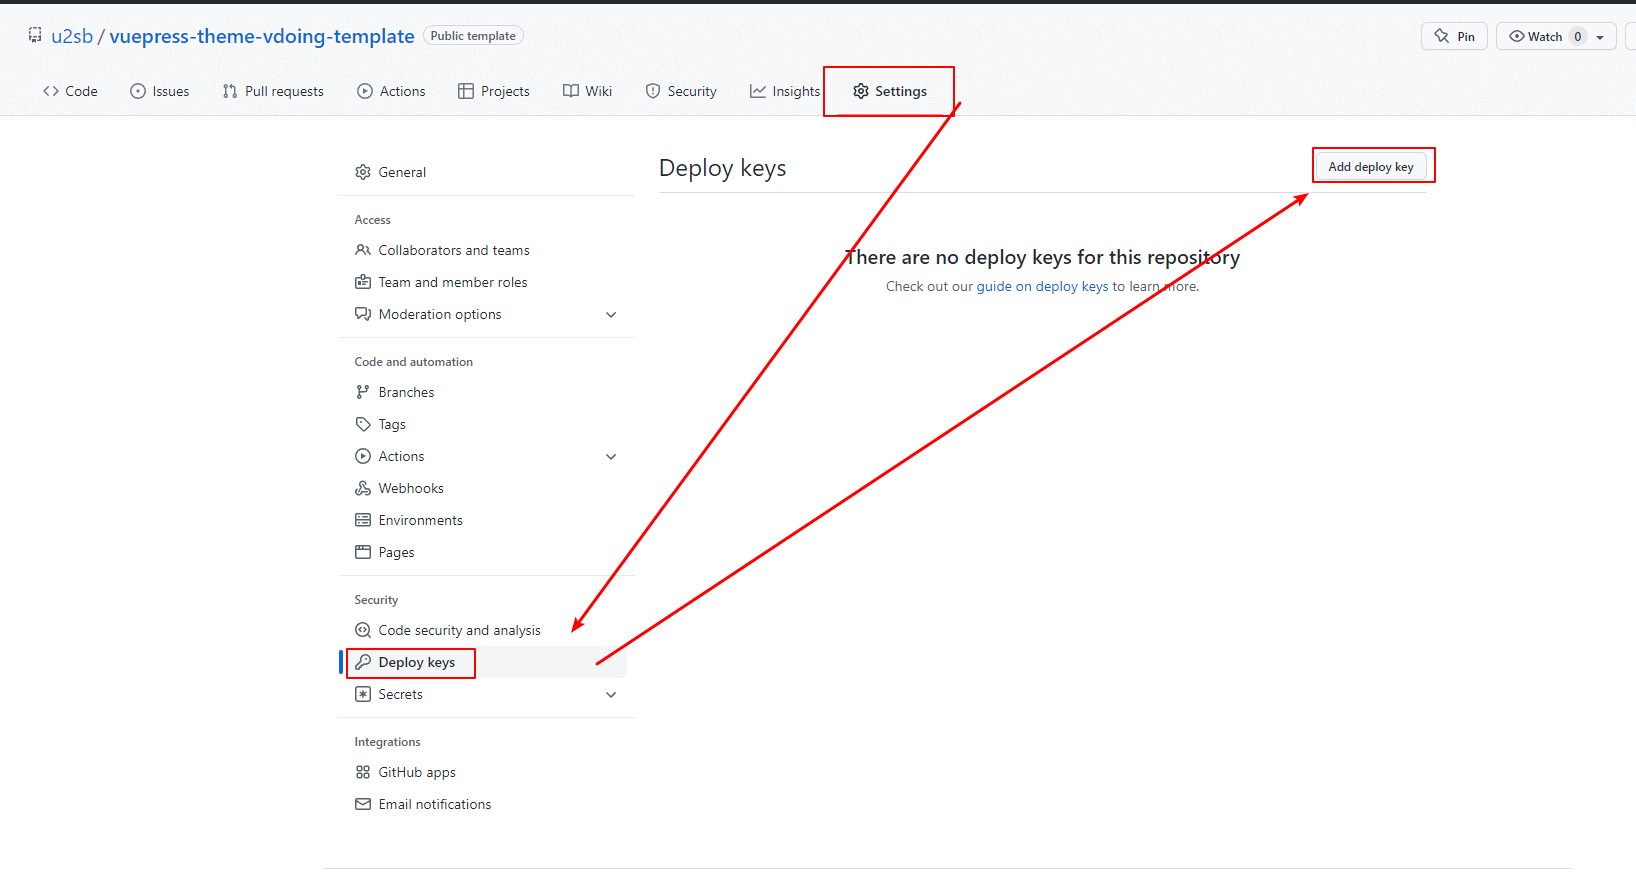 u2sb / vuepress-theme-vdoing-template Public template
Pin
Watch 0
Code Issues Pull requests Actions Projects Wiki Security Insights Settings
General
Access
Collaborators and teams
Team and member roles
Moderation options
Code and automation
Branches
Tags
Actions
Webhooks
Environments
Pages
Security
Code security and analysis
Deploy keys
Secrets
Integrations
GitHub apps
Email notifications
Deploy keys
Add deploy key
There are no deploy keys for this repository
Check out our guide on deploy keys to learn more.